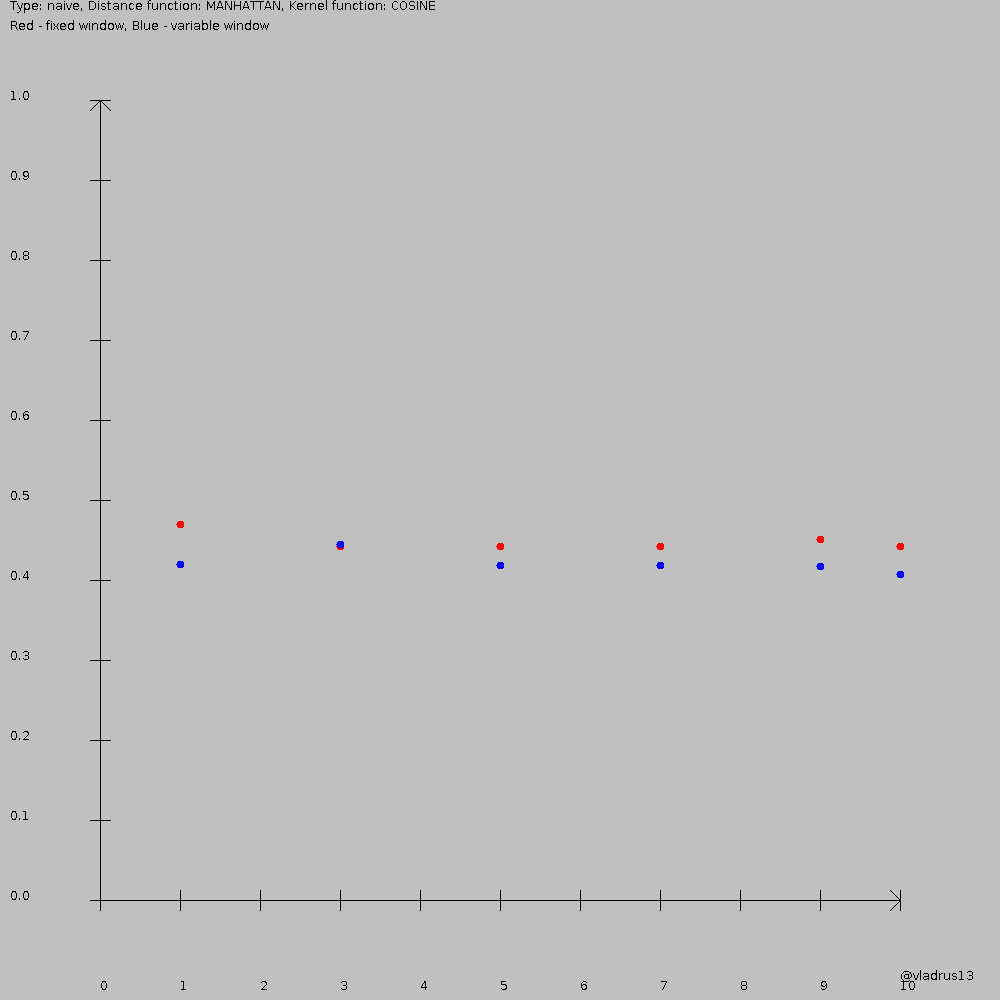 Type: naive, Distance function: MANHATTAN, Kernel function: COSINE
Red - fixed window, Blue - variable window
1.0
0.9
0.8
0.7
0.6
0.5
0.4
0.3
0.2
0.1
0.0
@vladrus13
0 1 2 3 4 5 6 7 8 9 10